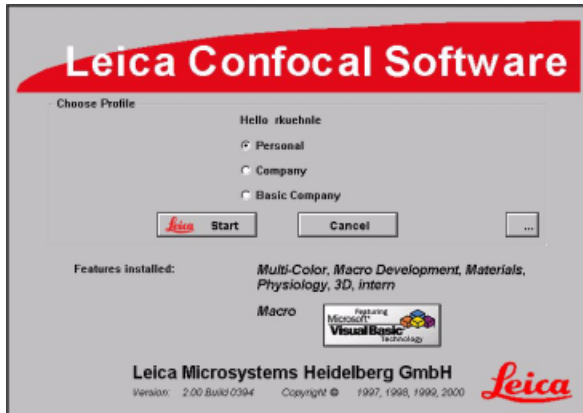 Leica Confocal Software
Choose Profile
Hello rkuehnle
Personal
Company
Basic Company
Leica Start
Cancel
...
Features installed:
Multi-Color, Macro Development, Materials,
Physiology, 3D, intern
Macro
Featuring
Microsoft®
Visual Basic®
Technology
Leica Microsystems Heidelberg GmbH
Version: 2.00 Build 0394 Copyright © 1997, 1998, 1999, 2000
Leica